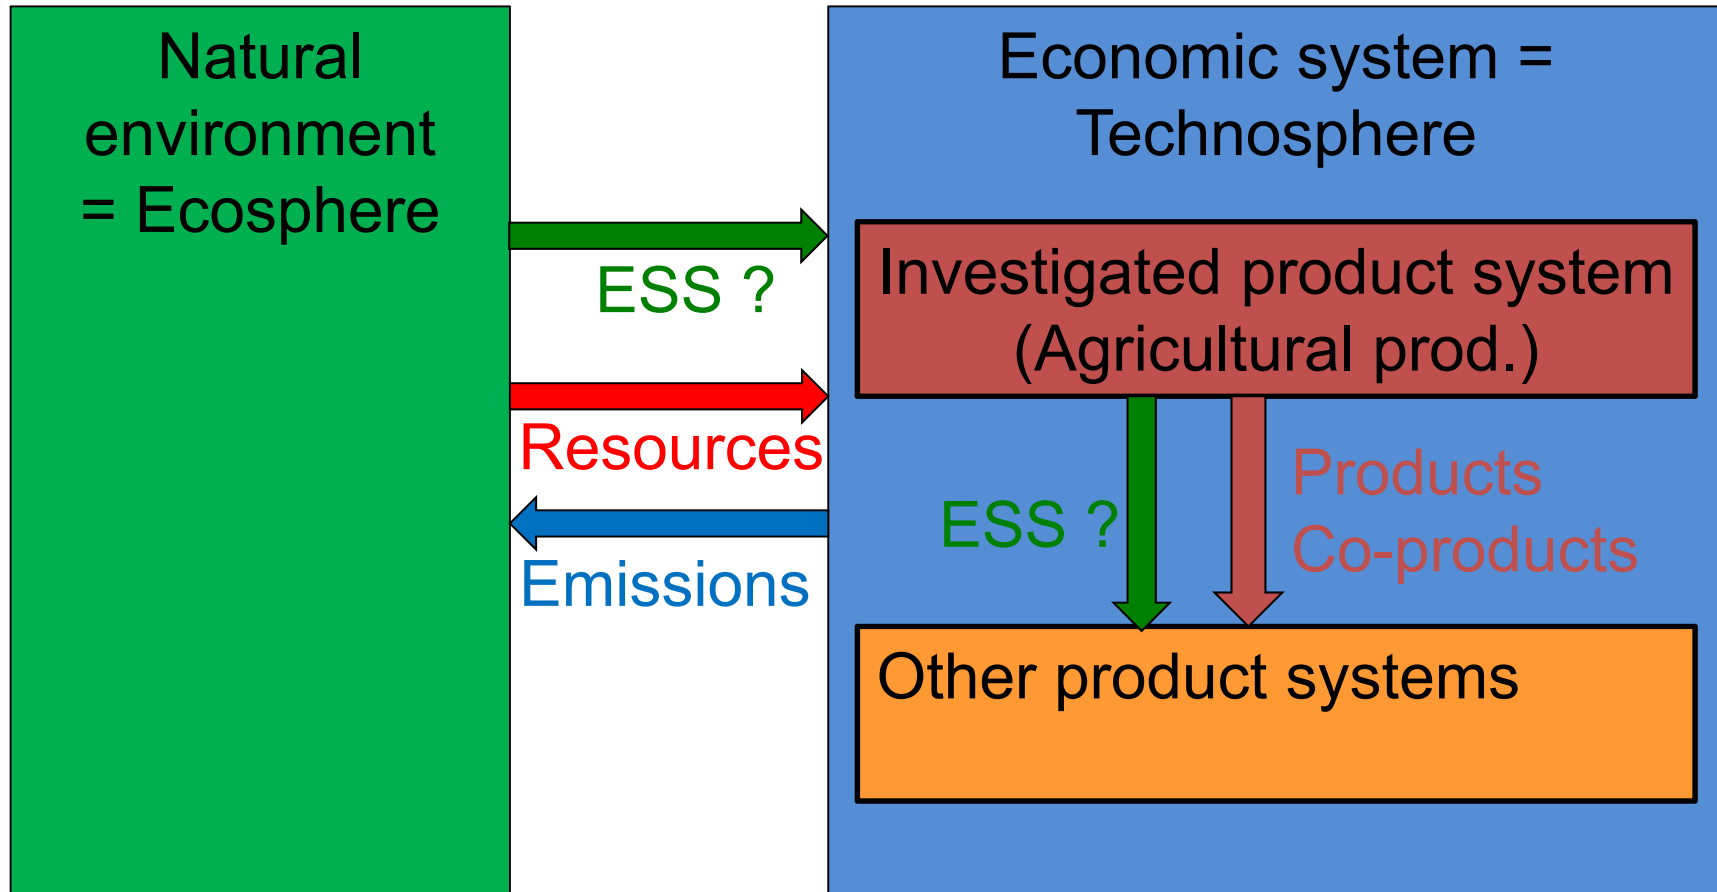 Natural
environment
= Ecosphere
ESS ?
Resources
Emissions
Economic system =
Technosphere
Investigated product system
(Agricultural prod.)
ESS ?
Products
Co-products
Other product systems